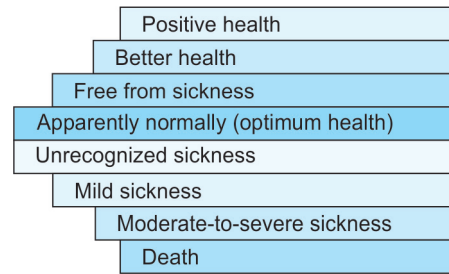 Positive health
Better health
Free from sickness
Apparently normally (optimum health)
Unrecognized sickness
Mild sickness
Moderate-to-severe sickness
Death